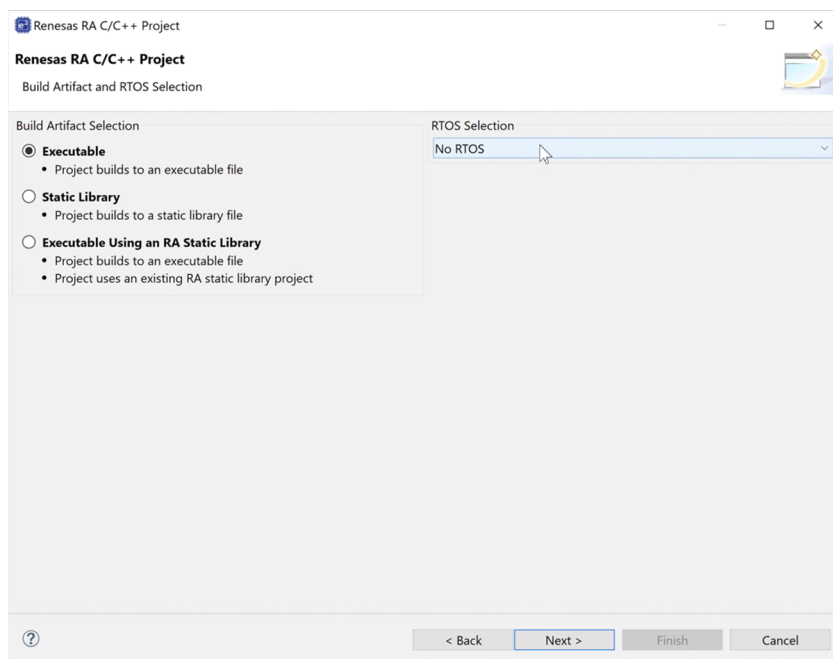 Renesas RA C/C++ Project
Renesas RA C/C++ Project
Build Artifact and RTOS Selection
Build Artifact Selection
Executable
• Project builds to an executable file
Static Library
• Project builds to a static library file
Executable Using an RA Static Library
• Project builds to an executable file
• Project uses an existing RA static library project
RTOS Selection
No RTOS
?
< Back
Next >
Finish
Cancel